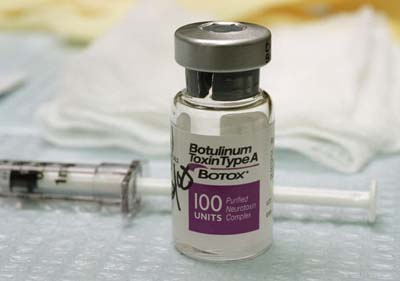 Botulinum
Toxin Type A
BOTOX®
100
UNITS
Purified
Neurotoxin
Complex